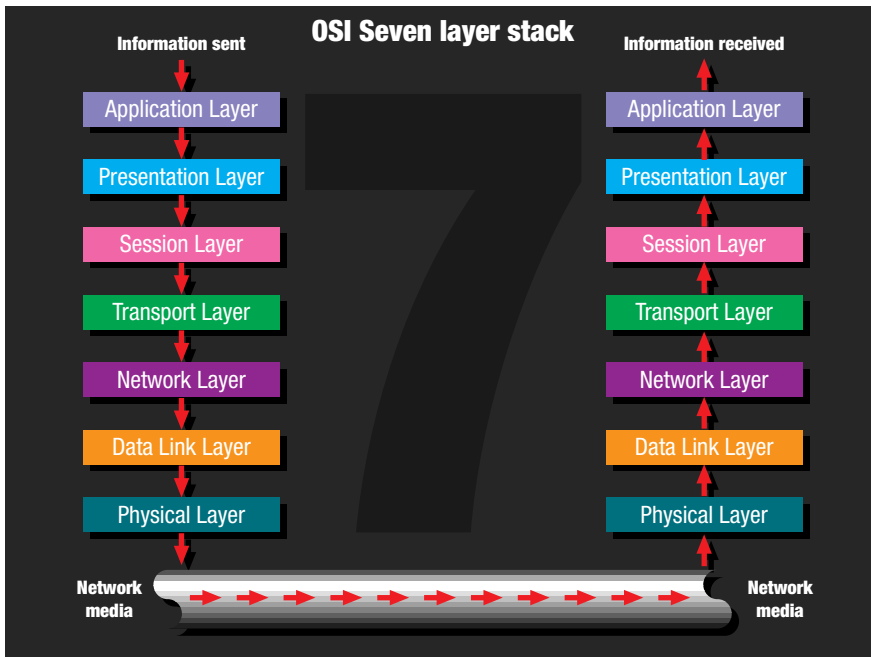 OSI Seven layer stack
Information sent
Application Layer
Presentation Layer
Session Layer
Transport Layer
Network Layer
Data Link Layer
Physical Layer
Network
media
7
Information received
Application Layer
Presentation Layer
Session Layer
Transport Layer
Network Layer
Data Link Layer
Physical Layer
Network
media